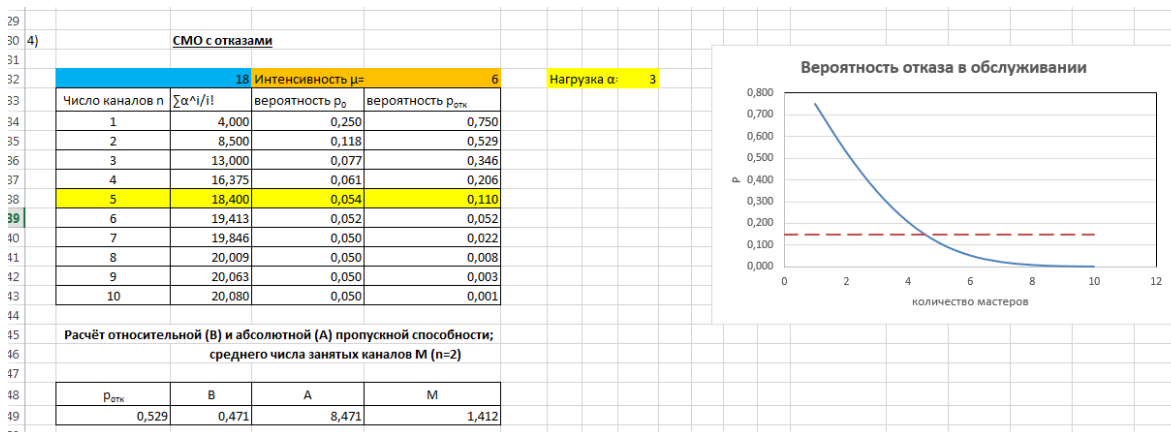 29
30 4) СМО с отказами
31
32 18 Интенсивность μ= 6 Нагрузка α: 3
33 Число каналов n ∑α^i/i! вероятность p₀ вероятность pотк
34 1 4,000 0,250 0,750
35 2 8,500 0,118 0,529
36 3 13,000 0,077 0,346
37 4 16,375 0,061 0,206
38 5 18,400 0,054 0,110
39 6 19,413 0,052 0,052
40 7 19,846 0,050 0,022
41 8 20,009 0,050 0,008
42 9 20,063 0,050 0,003
43 10 20,080 0,050 0,001
44
45 Расчёт относительной (В) и абсолютной (А) пропускной способности;
46 среднего числа занятых каналов М (n=2)
47
48 pотк В А М
49 0,529 0,471 8,471 1,412
Вероятность отказа в обслуживании
0,800
0,700
0,600
0,500
0,400
0,300
0,200
0,100
0,000
P
0 2 4 6 8 10 12
количество мастеров